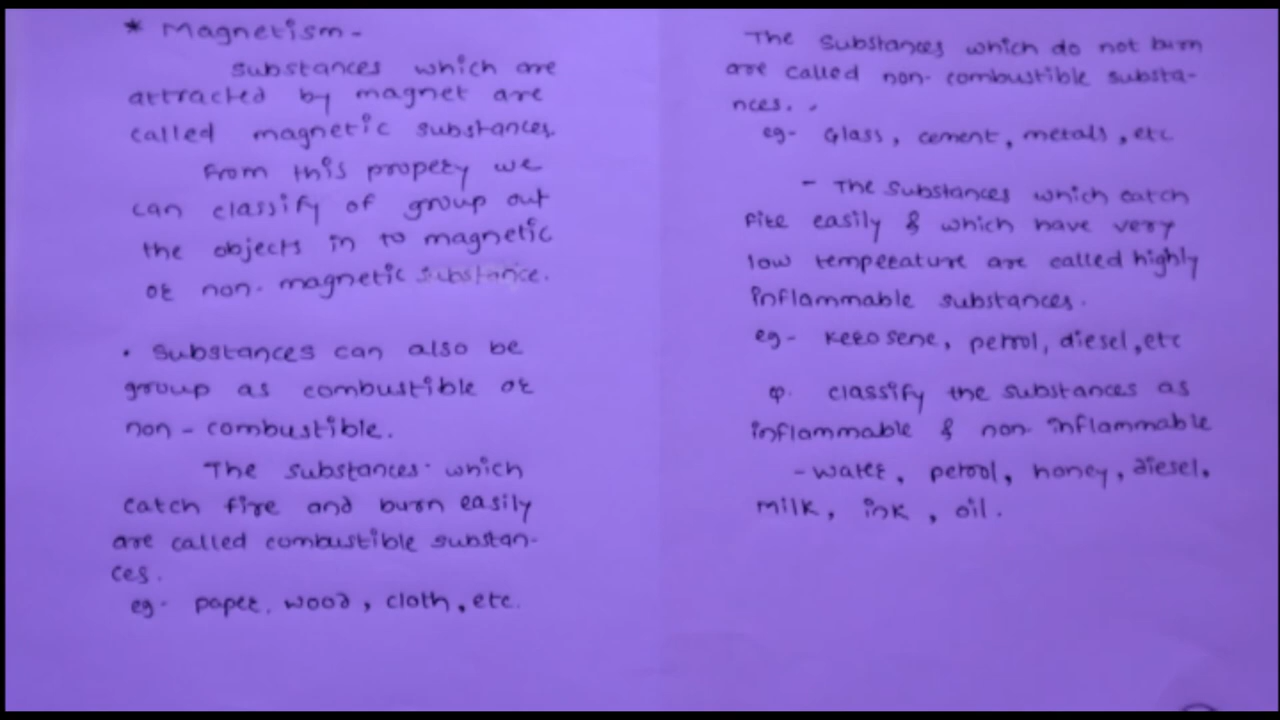 * Magnetism -
substances which are
attracted by magnet are
called magnetic substances.
From this propety we
can classify of group out
the objects in to magnetic
or non-magnetic substance.
• substances can also be
group as combustible or
non-combustible.
The substances which
catch fire and burn easily
are called combustible substan-
ces.
eg- paper, wood, cloth, etc.
The substances which do not burn
are called non-combustible substa-
nces..
eg- Glass, cement, metals, etc
- The substances which catch
fire easily & which have very
low temperature are called highly
inflammable substances.
eg- kerosene, petrol, diesel, etc
Q. classify the substances as
inflammable & non-inflammable
- water, petrol, honey, diesel,
milk, ink, oil.